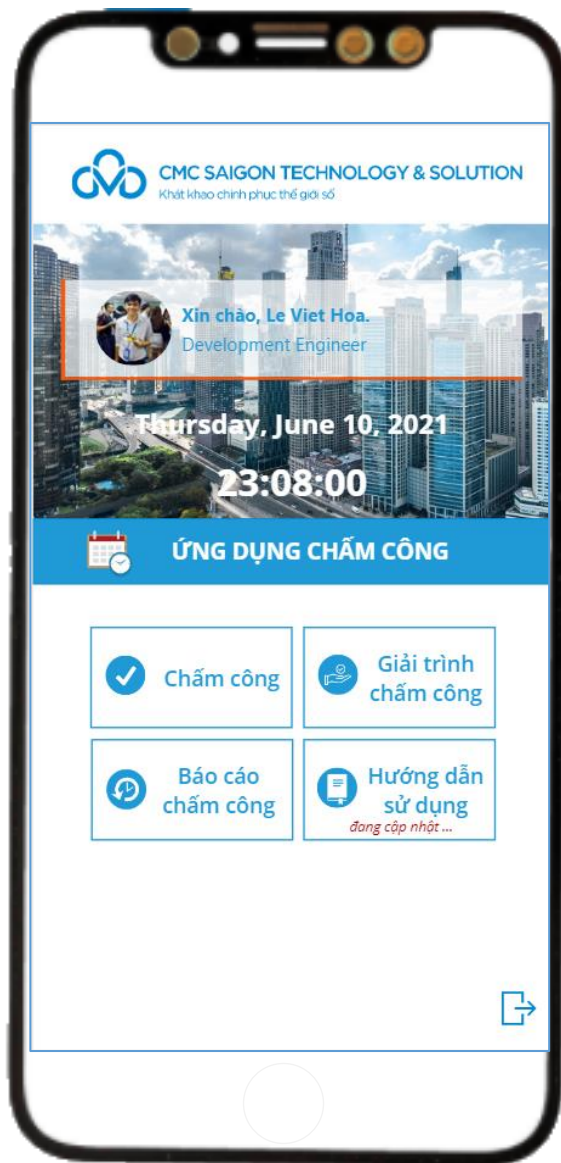 CMC SAIGON TECHNOLOGY & SOLUTION
Khát khao chinh phục thế giới số
Xin chào, Le Viet Hoa.
Development Engineer
Thursday, June 10, 2021
23:08:00
ỨNG DỤNG CHẤM CÔNG
Chấm công
Giải trình
chấm công
Báo cáo
chấm công
Hướng dẫn
sử dụng
đang cập nhật ...